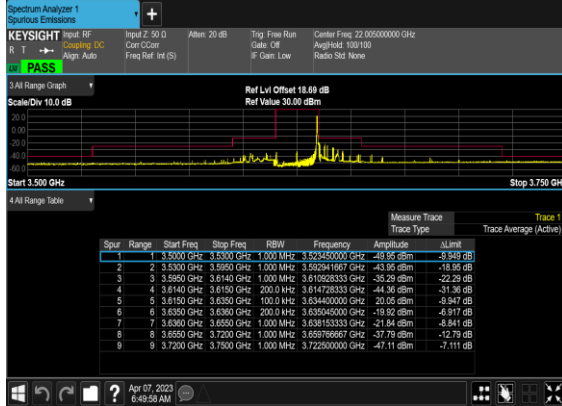 Spectrum Analyzer 1
Spurious Emissions
+
KEYSIGHT Input: RF Input Z: 50 Ω Atten: 20 dB Trig: Free Run Center Freq: 22.005000000 GHz
R T Coupling: DC Corr CCorr Gate: Off Avg|Hold: 100/100
Align: Auto Freq Ref: Int (S) IF Gain: Low Radio Std: None
PASS
3 All Range Graph
Ref Lvl Offset 18.69 dB
Scale/Div 10.0 dB Ref Value 30.00 dBm
20.0
0.00
-20.0
-40.0
-60.0
Start 3.500 GHz Stop 3.750 GH
4 All Range Table
Measure Trace Trace 1
Trace Type Trace Average (Active)
Spur Range Start Freq Stop Freq RBW Frequency Amplitude ΔLimit
1 1 3.5000 GHz 3.5300 GHz 1.000 MHz 3.523450000 GHz -49.95 dBm -9.949 dB
2 2 3.5300 GHz 3.5950 GHz 1.000 MHz 3.592941667 GHz -43.95 dBm -18.95 dB
3 3 3.5950 GHz 3.6140 GHz 1.000 MHz 3.610928333 GHz -35.29 dBm -22.29 dB
4 4 3.6140 GHz 3.6150 GHz 200.0 kHz 3.614728333 GHz -44.36 dBm -31.36 dB
5 5 3.6150 GHz 3.6350 GHz 100.0 kHz 3.634400000 GHz 20.05 dBm -9.947 dB
6 6 3.6350 GHz 3.6360 GHz 200.0 kHz 3.635045000 GHz -19.92 dBm -6.917 dB
7 7 3.6360 GHz 3.6550 GHz 1.000 MHz 3.638153333 GHz -21.84 dBm -8.841 dB
8 8 3.6550 GHz 3.7200 GHz 1.000 MHz 3.659766667 GHz -37.79 dBm -12.79 dB
9 9 3.7200 GHz 3.7500 GHz 1.000 MHz 3.722500000 GHz -47.11 dBm -7.111 dB
? Apr 07, 2023
6:49:58 AM